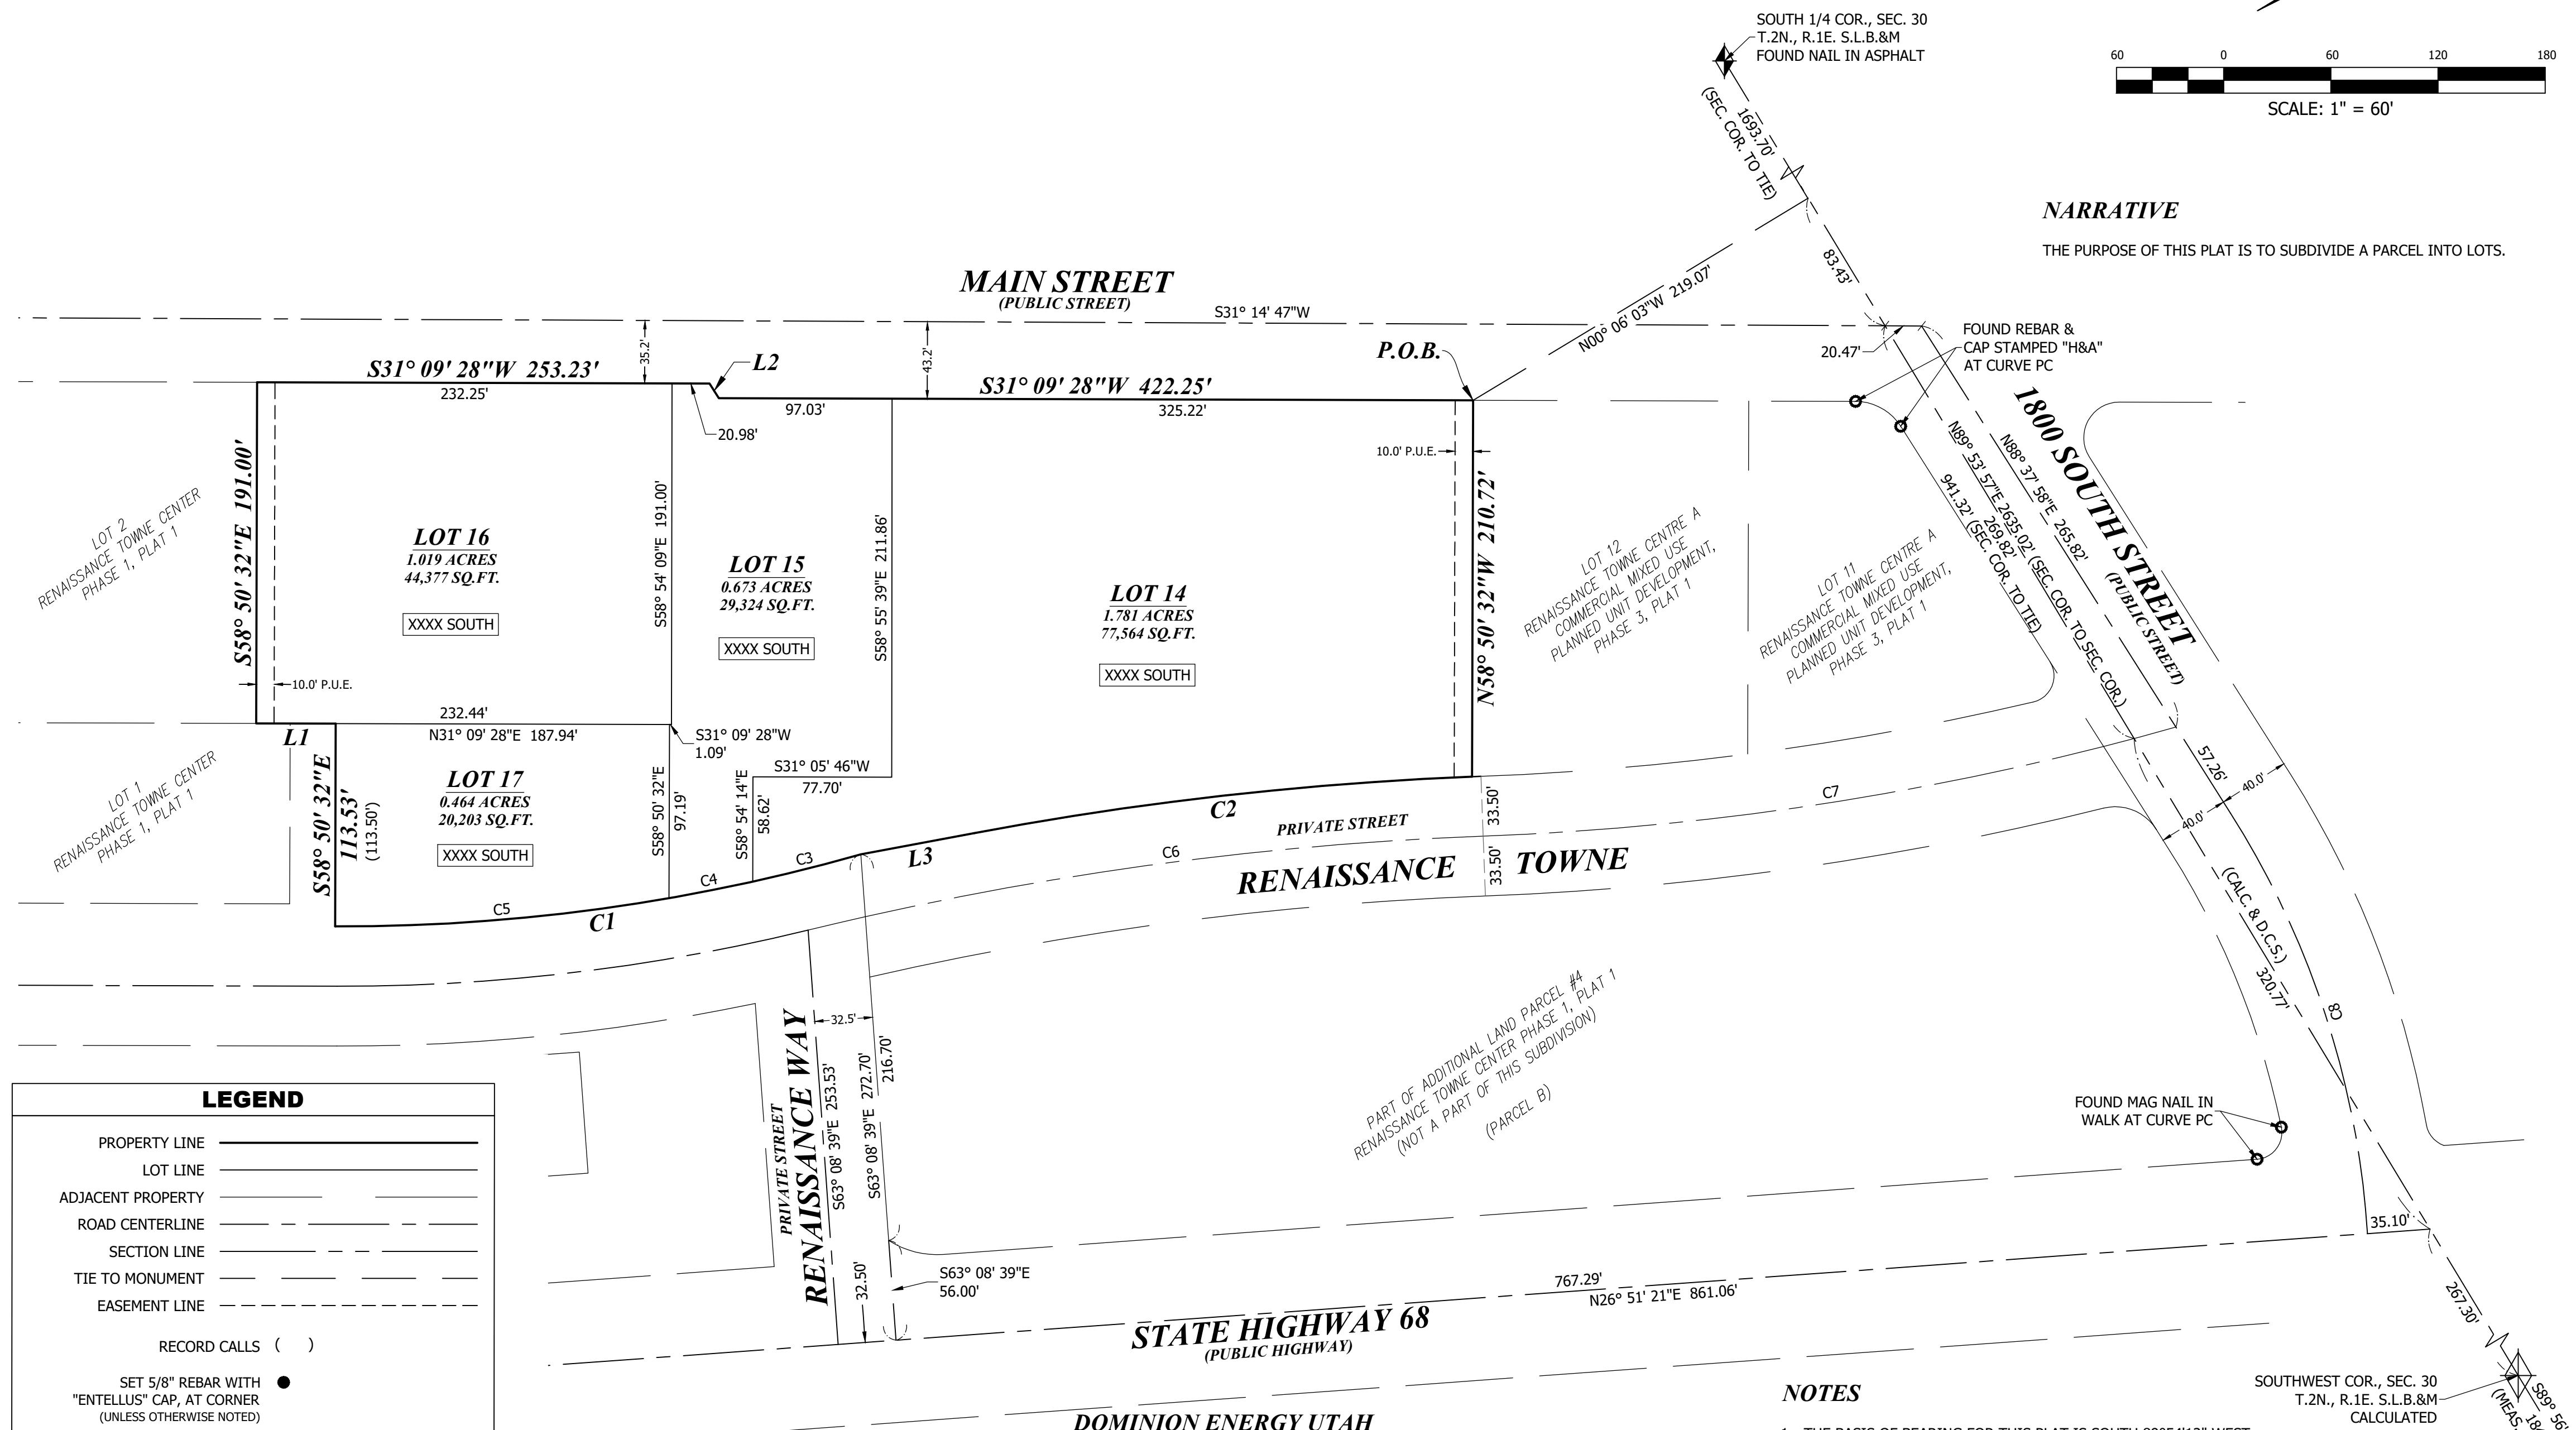 SOUTH 1/4 COR., SEC. 30
T.2N., R.1E. S.L.B.&M
FOUND NAIL IN ASPHALT
60 0 60 120 180
SCALE: 1" = 60'
1693.70'
(SEC. COR. TO TIE)
NARRATIVE
THE PURPOSE OF THIS PLAT IS TO SUBDIVIDE A PARCEL INTO LOTS.
83.43'
N00° 06' 03"W 219.07'
MAIN STREET
(PUBLIC STREET)
S31° 14' 47"W
FOUND REBAR &
CAP STAMPED "H&A"
AT CURVE PC
20.47'
35.2'
43.2'
L2
P.O.B.
S31° 09' 28"W 253.23'
232.25'
S31° 09' 28"W 422.25'
97.03'
325.22'
20.98'
10.0' P.U.E.
1800 SOUTH STREET
(PUBLIC STREET)
N88° 37' 58"E 265.82'
N89° 53' 57"E 2635.02' (SEC. COR. TO SEC. COR.)
269.82'
941.32' (SEC. COR. TO TIE)
S58° 50' 32"E 191.00'
LOT 2
RENAISSANCE TOWNE CENTER
PHASE 1, PLAT 1
LOT 16
1.019 ACRES
44,377 SQ.FT.
XXXX SOUTH
S58° 54' 09"E 191.00'
LOT 15
0.673 ACRES
29,324 SQ.FT.
XXXX SOUTH
S58° 55' 39"E 211.86'
LOT 14
1.781 ACRES
77,564 SQ.FT.
XXXX SOUTH
N58° 50' 32"W 210.72'
LOT 12
RENAISSANCE TOWNE CENTRE A
COMMERCIAL MIXED USE
PLANNED UNIT DEVELOPMENT,
PHASE 3, PLAT 1
LOT 11
RENAISSANCE TOWNE CENTRE A
COMMERCIAL MIXED USE
PLANNED UNIT DEVELOPMENT,
PHASE 3, PLAT 1
10.0' P.U.E.
232.44'
L1
N31° 09' 28"E 187.94'
S31° 09' 28"W
1.09'
S31° 05' 46"W
77.70'
LOT 1
RENAISSANCE TOWNE CENTER
PHASE 1, PLAT 1
S58° 50' 32"E
113.53'
(113.50')
LOT 17
0.464 ACRES
20,203 SQ.FT.
XXXX SOUTH
S58° 50' 32"E
97.19'
S58° 54' 14"E
58.62'
C3
C4
C5
C1
L3
C2
PRIVATE STREET
C6
C7
33.50'
33.50'
RENAISSANCE TOWNE
57.26'
40.0'
40.0'
(CALC. & D.C.S.)
320.77'
C8
PRIVATE STREET
RENAISSANCE WAY
32.5'
S63° 08' 39"E 253.53'
S63° 08' 39"E 272.70'
216.70'
32.50'
S63° 08' 39"E
56.00'
PART OF ADDITIONAL LAND PARCEL #4
RENAISSANCE TOWNE CENTER PHASE 1, PLAT 1
(NOT A PART OF THIS SUBDIVISION)
(PARCEL B)
FOUND MAG NAIL IN
WALK AT CURVE PC
35.10'
767.29'
N26° 51' 21"E 861.06'
STATE HIGHWAY 68
(PUBLIC HIGHWAY)
267.30'
LEGEND
PROPERTY LINE
LOT LINE
ADJACENT PROPERTY
ROAD CENTERLINE
SECTION LINE
TIE TO MONUMENT
EASEMENT LINE
RECORD CALLS ( )
SET 5/8" REBAR WITH
"ENTELLUS" CAP, AT CORNER
(UNLESS OTHERWISE NOTED)
DOMINION ENERGY UTAH
NOTES
SOUTHWEST COR., SEC. 30
T.2N., R.1E. S.L.B.&M
CALCULATED
S89° 56'
(MEAS.